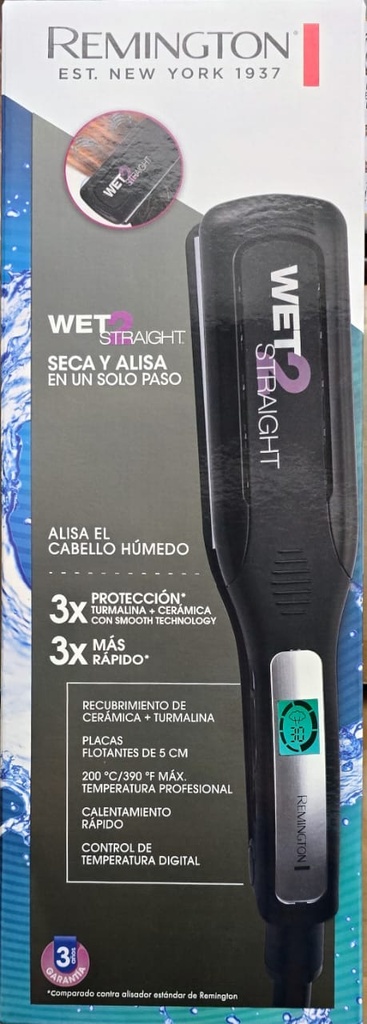 REMINGTON®
EST. NEW YORK 1937
WET2
STRAIGHT
WET2
STRAIGHT
WET2
STRAIGHT™
SECA Y ALISA
EN UN SOLO PASO
ALISA EL
CABELLO HÚMEDO
3x PROTECCIÓN*
TURMALINA + CERÁMICA
CON SMOOTH TECHNOLOGY
3x MÁS
RÁPIDO*
RECUBRIMIENTO DE
CERÁMICA + TURMALINA
PLACAS
FLOTANTES DE 5 CM
200 °C/390 °F MÁX.
TEMPERATURA PROFESIONAL
CALENTAMIENTO
RÁPIDO
CONTROL DE
TEMPERATURA DIGITAL
REMINGTON
3
años
GARANTÍA
*Comparado contra alisador estándar de Remington